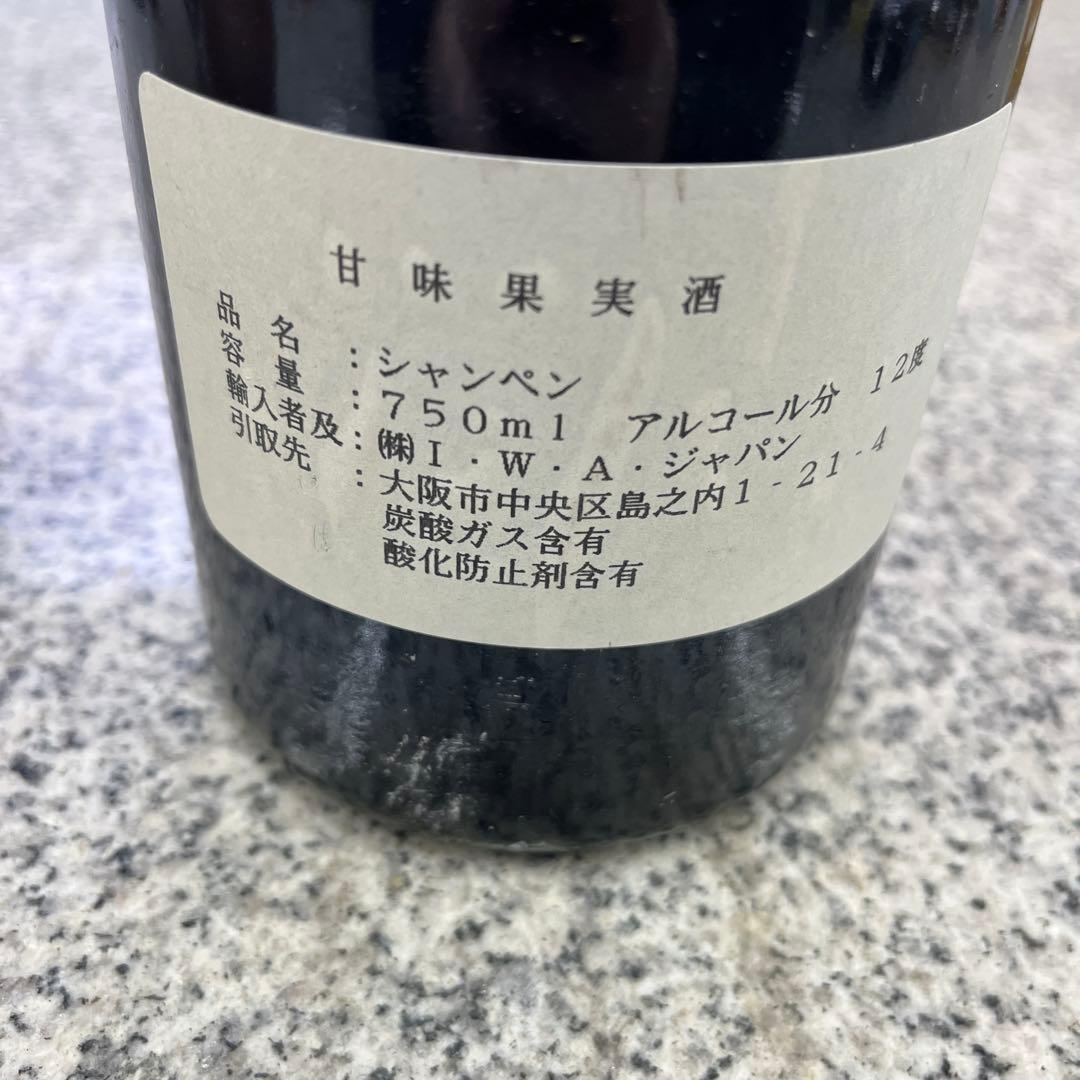 甘味果実酒
品名：シャンペン
容量：750ml アルコール分 12度
輸入者及：㈱I・W・A・ジャパン
引取先：大阪市中央区島之内1-21-4
炭酸ガス含有
酸化防止剤含有